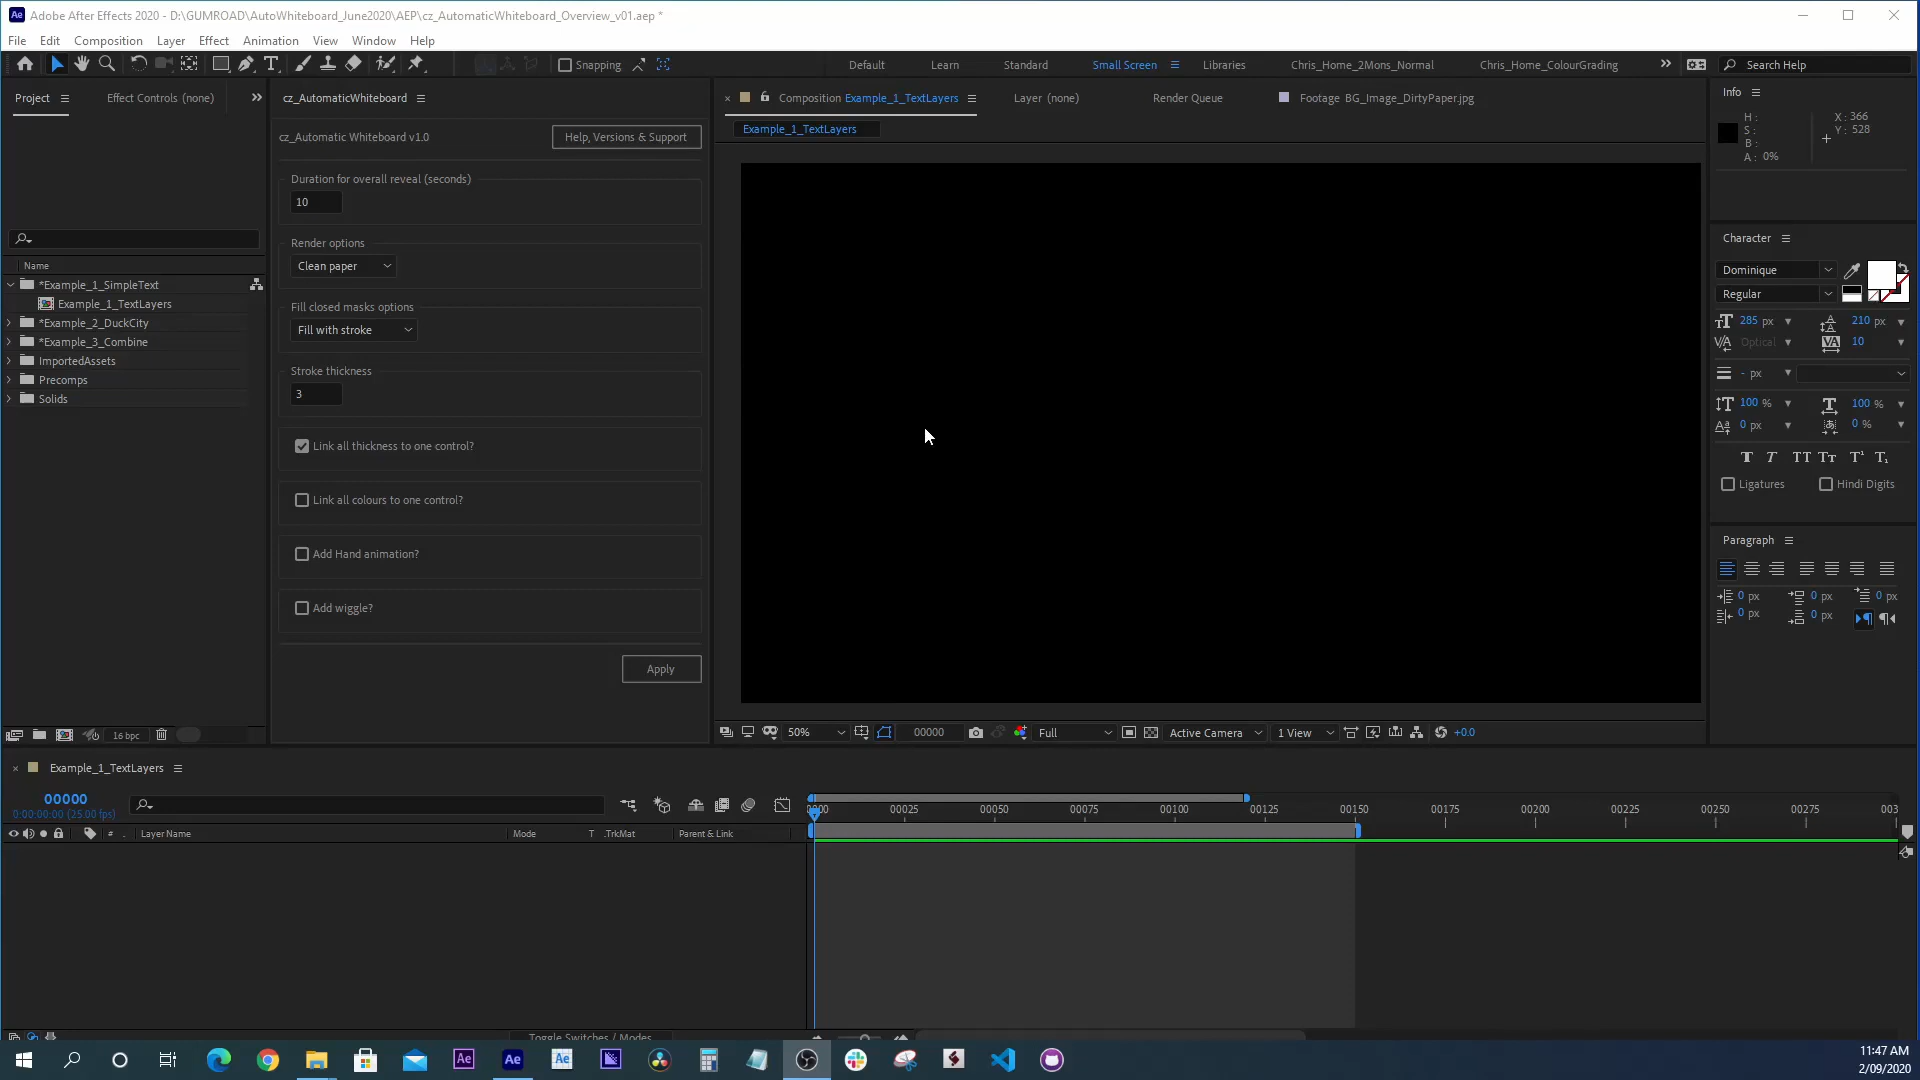 Adobe After Effects 2020 - D:\GUMROAD\AutoWhiteboard_June2020\AEP\cz_AutomaticWhiteboard_Overview_v01.aep *
File Edit Composition Layer Effect Animation View Window Help
Snapping
Default Learn Standard Small Screen Libraries Chris_Home_2Mons_Normal Chris_Home_ColourGrading Search Help
Project Effect Controls (none)
cz_AutomaticWhiteboard
Composition Example_1_TextLayers Layer (none) Render Queue Footage BG_Image_DirtyPaper.jpg
Example_1_TextLayers
cz_Automatic Whiteboard v1.0
Help, Versions & Support
Duration for overall reveal (seconds)
10
Render options
Clean paper
Fill closed masks options
Fill with stroke
Stroke thickness
3
Link all thickness to one control?
Link all colours to one control?
Add Hand animation?
Add wiggle?
Apply
Name
*Example_1_SimpleText
Example_1_TextLayers
*Example_2_DuckCity
*Example_3_Combine
ImportedAssets
Precomps
Solids
16 bpc
50% 00000 Full Active Camera 1 View +0.0
Info
H :
S :
B :
A : 0%
X : 366
Y : 528
Character
Dominique
Regular
285 px 210 px
Optical 10
- px
100 % 100 %
0 px 0 %
T T TT Tт T¹ T₁
Ligatures Hindi Digits
Paragraph
0 px 0 px 0 px
0 px 0 px
Example_1_TextLayers
00000
0:00:00:00 (25.00 fps)
# Layer Name Mode T .TrkMat Parent & Link
0000 00025 00050 00075 00100 00125 00150 00175 00200 00225 00250 00275 003
Toggle Switches / Modes
Ae Ae Ae
11:47 AM
2/09/2020